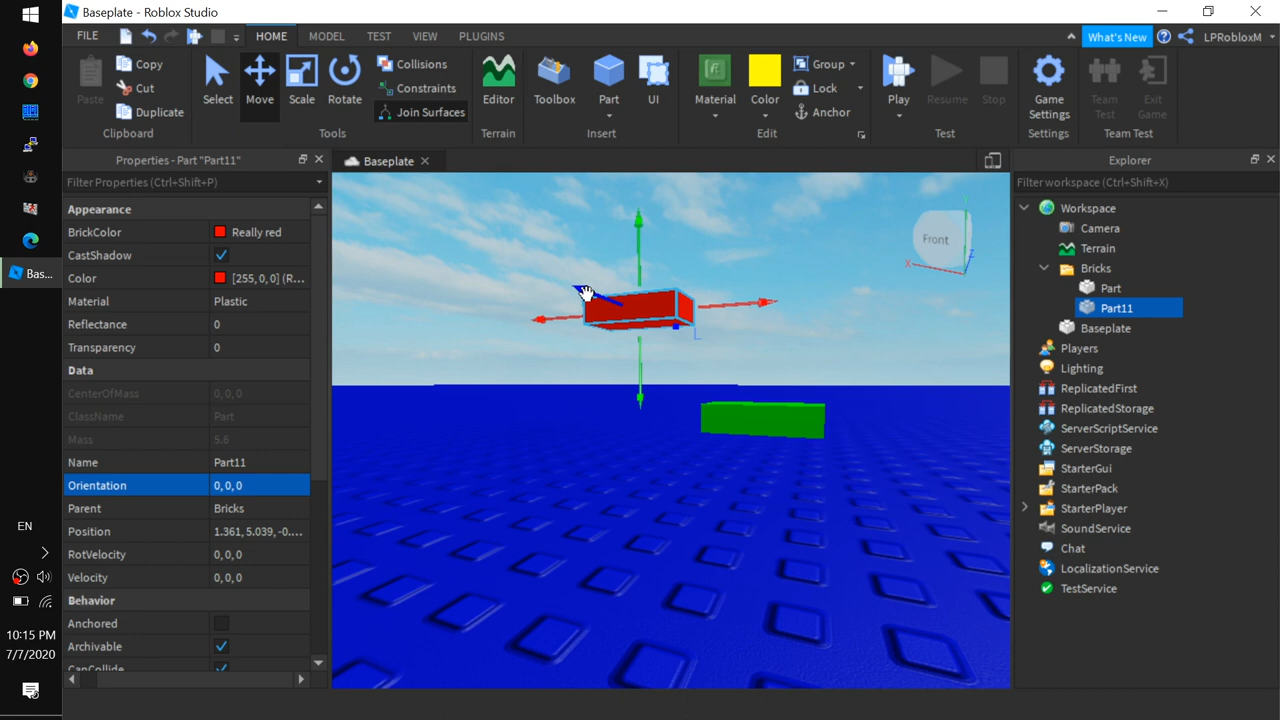 Baseplate - Roblox Studio
FILE
HOME
MODEL
TEST
VIEW
PLUGINS
What's New
LPRobloxM
Paste
Copy
Cut
Duplicate
Clipboard
Select
Move
Scale
Rotate
Collisions
Constraints
Join Surfaces
Tools
Editor
Terrain
Toolbox
Part
UI
Insert
Material
Color
Group
Lock
Anchor
Edit
Play
Resume
Stop
Test
Game
Settings
Settings
Team
Test
Exit
Game
Team Test
Properties - Part "Part11"
Filter Properties (Ctrl+Shift+P)
Appearance
BrickColor Really red
CastShadow
Color [255, 0, 0] (R...
Material Plastic
Reflectance 0
Transparency 0
Data
CenterOfMass 0, 0, 0
ClassName Part
Mass 5.6
Name Part11
Orientation 0, 0, 0
Parent Bricks
Position 1.361, 5.039, -0....
RotVelocity 0, 0, 0
Velocity 0, 0, 0
Behavior
Anchored
Archivable
CanCollide
Baseplate
Front
X
Z
Explorer
Filter workspace (Ctrl+Shift+X)
Workspace
Camera
Terrain
Bricks
Part
Part11
Baseplate
Players
Lighting
ReplicatedFirst
ReplicatedStorage
ServerScriptService
ServerStorage
StarterGui
StarterPack
StarterPlayer
SoundService
Chat
LocalizationService
TestService
Bas...
EN
10:15 PM
7/7/2020